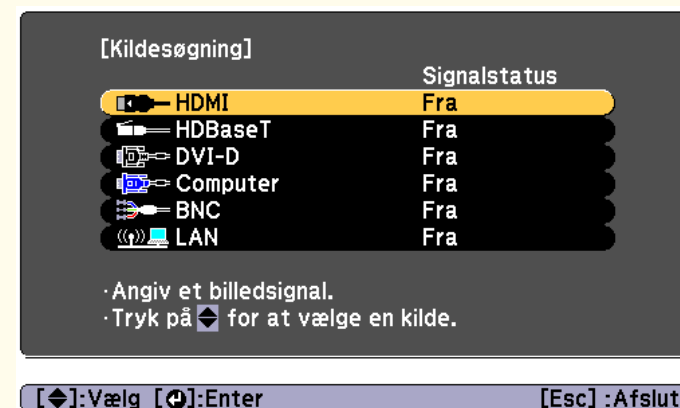 [Kildesøgning]
Signalstatus
HDMI Fra
HDBaseT Fra
DVI-D Fra
Computer Fra
BNC Fra
LAN Fra
·Angiv et billedsignal.
·Tryk på for at vælge en kilde.
[]:Vælg []:Enter [Esc] :Afslut